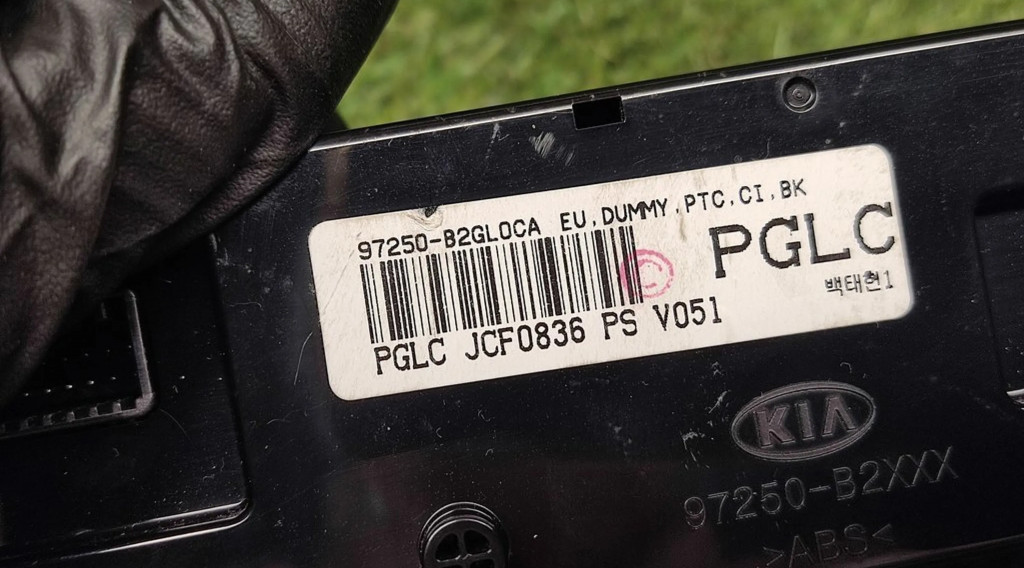 97250-B2GL0CA EU,DUMMY,PTC,CI,BK
PGLC
백태현1
PGLC JCF0836 PS V051
KIA
97250-B2XXX
>ABS<